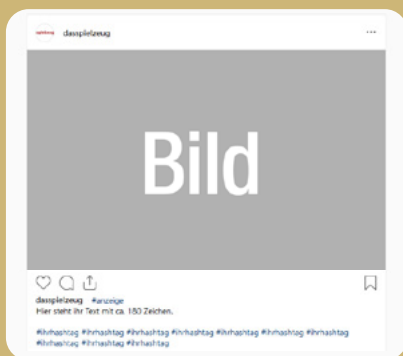 dasspielzeug
Bild
dasspielzeug #anzeige
Hier steht ihr Text mit ca. 180 Zeichen.
#ihrhashtag #ihrhashtag #ihrhashtag #ihrhashtag #ihrhashtag #ihrhashtag #ihrhashtag
#ihrhashtag #ihrhashtag #ihrhashtag